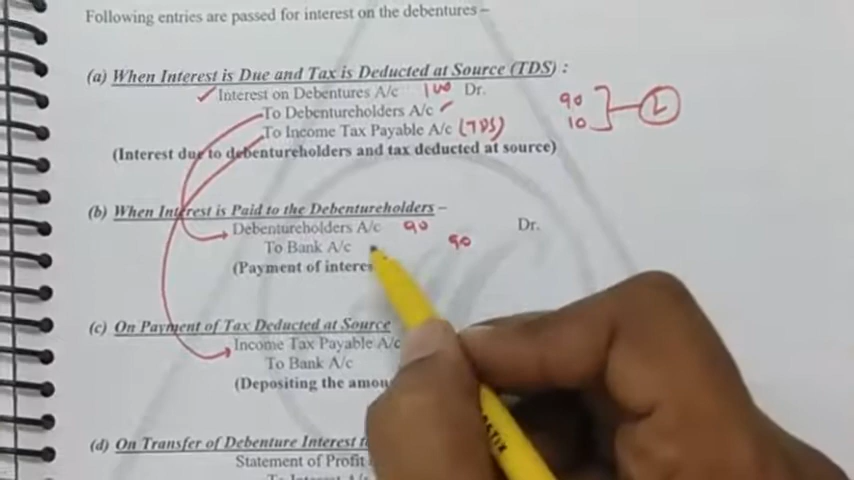 Following entries are passed for interest on the debentures –
(a) When Interest is Due and Tax is Deducted at Source (TDS) :
Interest on Debentures A/c 100 Dr.
To Debentureholders A/c 90
To Income Tax Payable A/c (TDS) 10 L
(Interest due to debentureholders and tax deducted at source)
(b) When Interest is Paid to the Debentureholders –
Debentureholders A/c 90 Dr.
To Bank A/c 90
(Payment of
(c) On Payment of Tax Deducted at Source
Income Tax Payable A/c
To Bank A/c
(Depositing the
(d) On Transfer of Debenture Interest
Statement of Profit